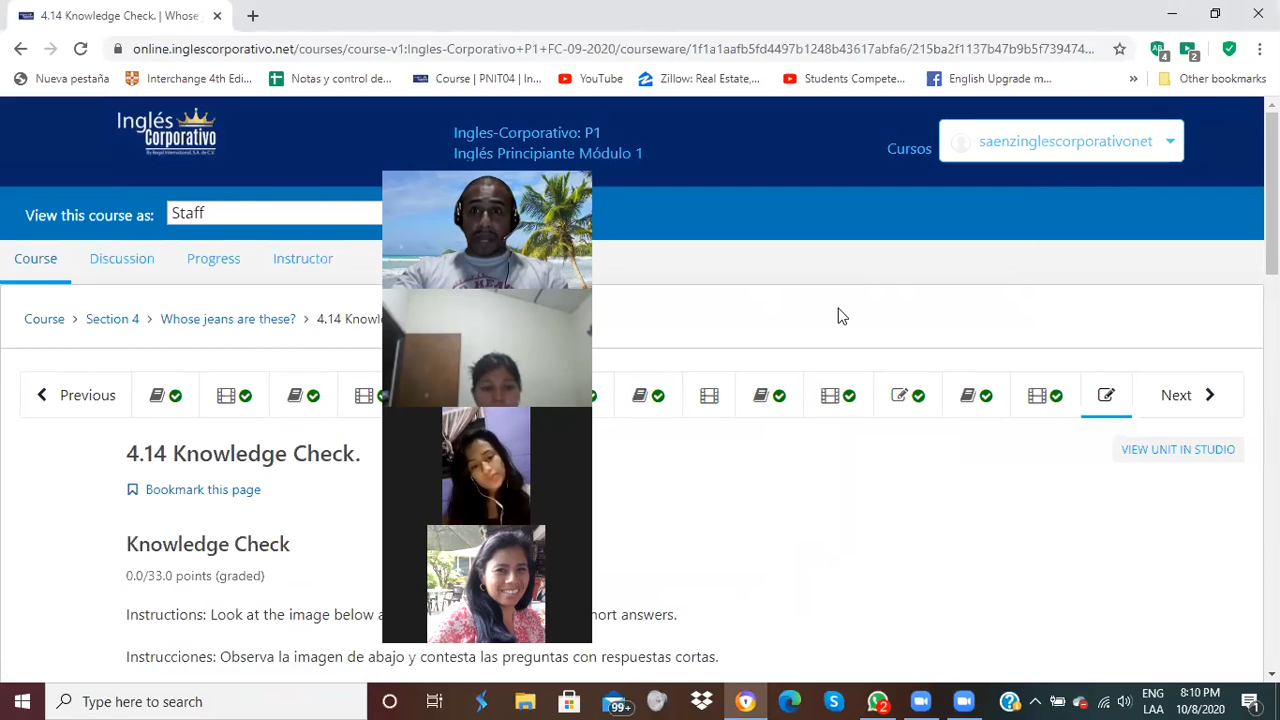 4.14 Knowledge Check. | Whose
online.inglescorporativo.net/courses/course-v1:Ingles-Corporativo+P1+FC-09-2020/courseware/1f1a1aafb5fd4497b1248b43617abfa6/215ba2f1137b47b9b5f739474...
4
2
Nueva pestaña
Interchange 4th Edi...
Notas y control de...
Course | PNIT04 | In...
YouTube
Zillow: Real Estate,...
Students Compete...
English Upgrade m...
»
Other bookmarks
Inglés
Corporativo
Ingles-Corporativo: P1
Inglés Principiante Módulo 1
Cursos
saenzinglescorporativonet
View this course as:
Staff
Course
Discussion
Progress
Instructor
Course > Section 4 > Whose jeans are these? > 4.14 Knowl
Previous
Next
4.14 Knowledge Check.
VIEW UNIT IN STUDIO
Bookmark this page
Knowledge Check
0.0/33.0 points (graded)
Instructions: Look at the image below a
hort answers.
Instrucciones: Observa la imagen de abajo y contesta las preguntas con respuestas cortas.
Type here to search
99+
2
ENG
LAA
8:10 PM
10/8/2020
1